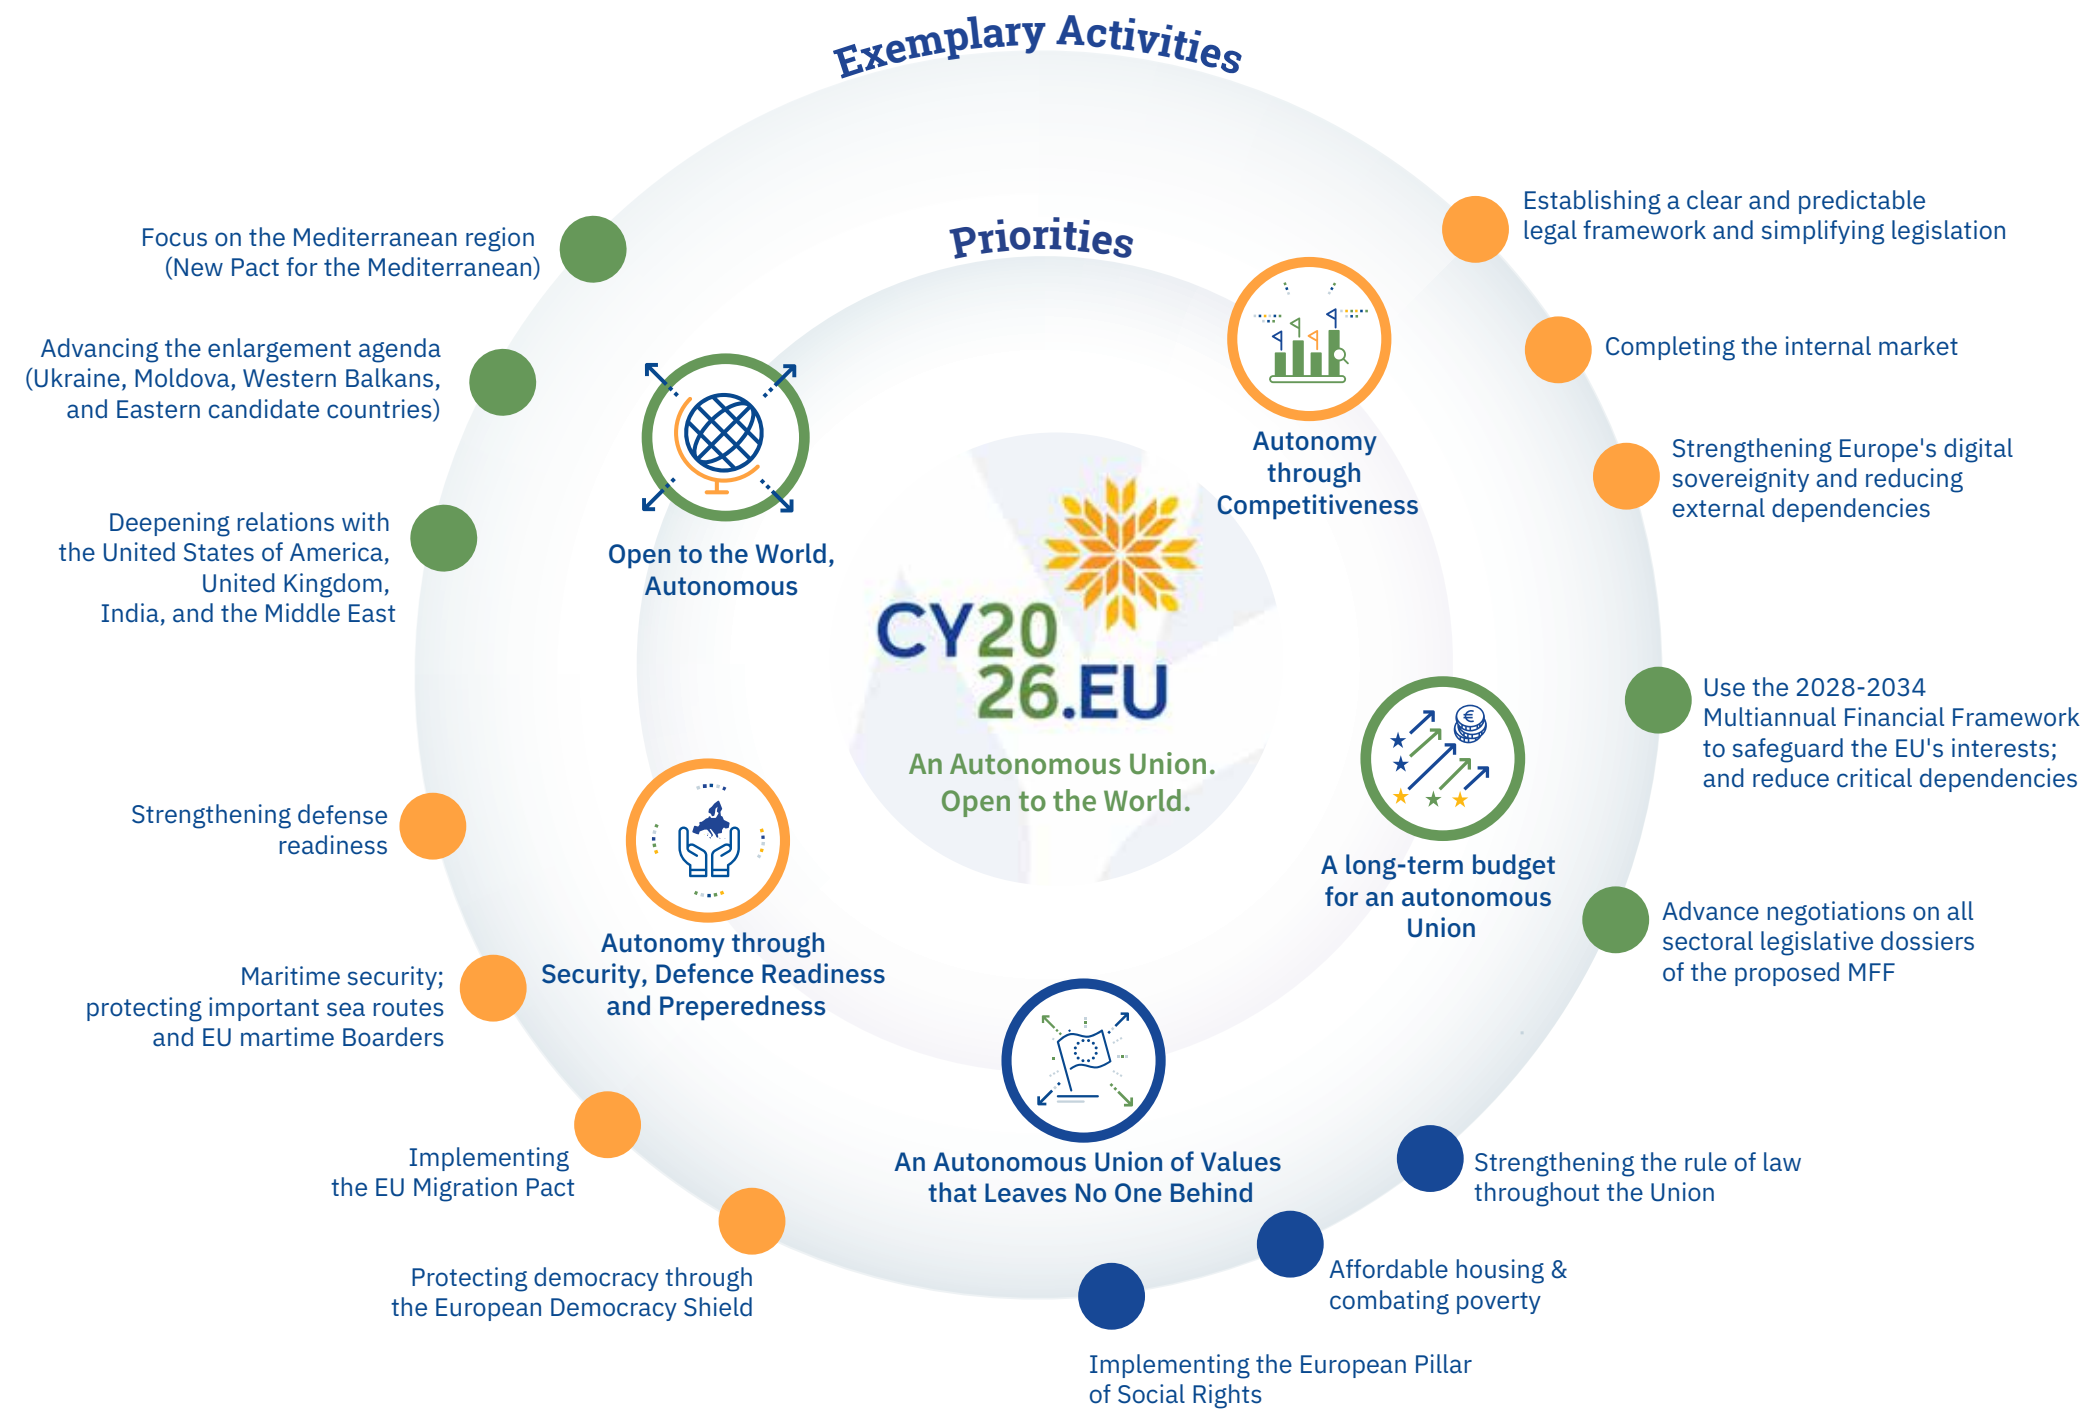 Exemplary Activities
Priorities
Focus on the Mediterranean region
(New Pact for the Mediterranean)
Advancing the enlargement agenda
(Ukraine, Moldova, Western Balkans,
and Eastern candidate countries)
Deepening relations with
the United States of America,
United Kingdom,
India, and the Middle East
Strengthening defense
readiness
Maritime security;
protecting important sea routes
and EU martime Boarders
Implementing
the EU Migration Pact
Protecting democracy through
the European Democracy Shield
Open to the World,
Autonomous
Autonomy through
Security, Defence Readiness
and Preperedness
CY20
26.EU
An Autonomous Union.
Open to the World.
An Autonomous Union of Values
that Leaves No One Behind
Autonomy
through
Competitiveness
€
A long-term budget
for an autonomous
Union
Establishing a clear and predictable
legal framework and simplifying legislation
Completing the internal market
Strengthening Europe's digital
sovereignity and reducing
external dependencies
Use the 2028-2034
Multiannual Financial Framework
to safeguard the EU's interests;
and reduce critical dependencies
Advance negotiations on all
sectoral legislative dossiers
of the proposed MFF
Strengthening the rule of law
throughout the Union
Affordable housing &
combating poverty
Implementing the European Pillar
of Social Rights